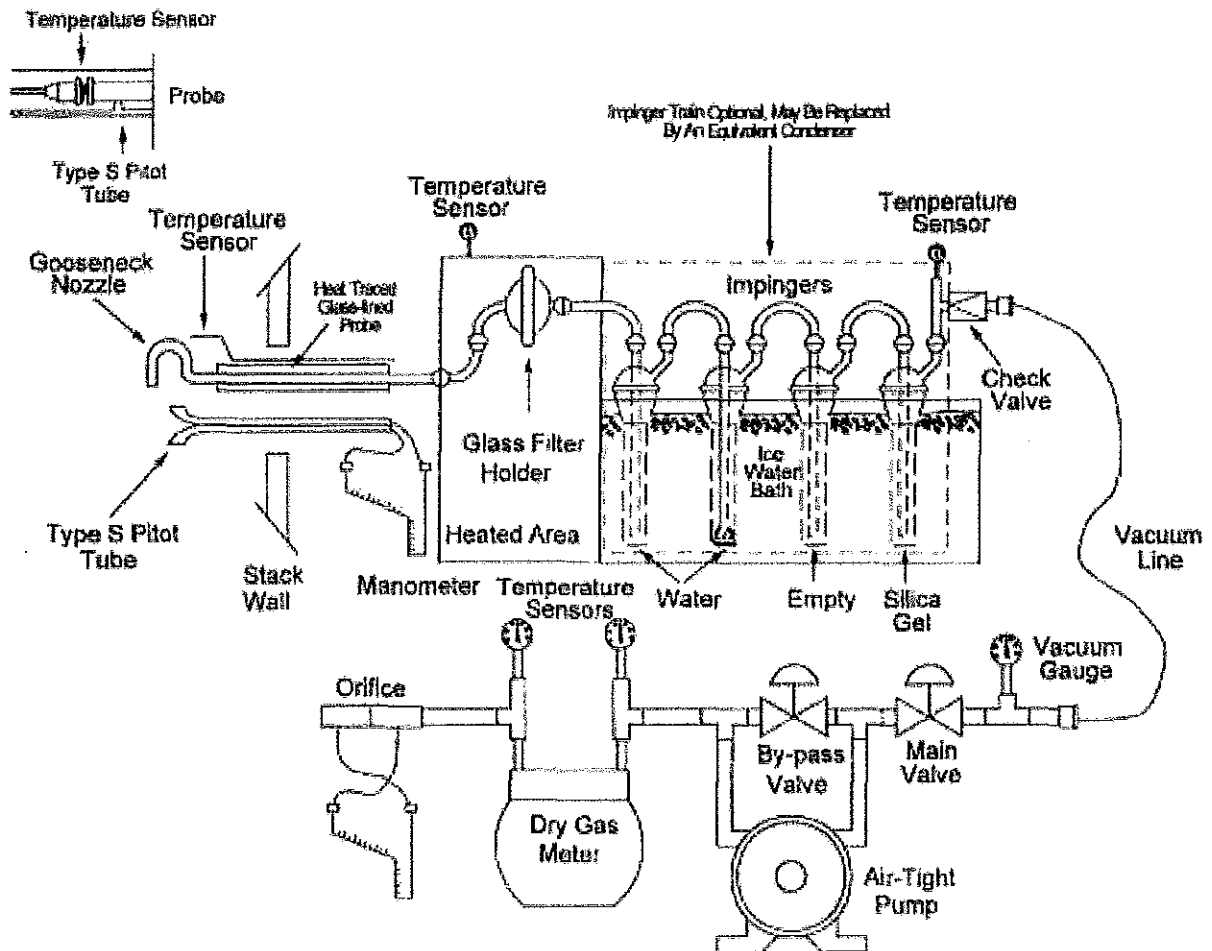 Temperature Sensor
Probe
Type S Pitot
Tube
Impinger Train Optional, May Be Replaced
By An Equivalent Condensor
Temperature
Sensor
Gooseneck
Nozzle
Heat Traced
Glass-lined
Probe
Temperature
Sensor
Temperature
Sensor
Impingers
Check
Valve
Glass Filter
Holder
Ice
Water
Bath
Heated Area
Type S Pitot
Tube
Stack
Wall
Manometer
Temperature
Sensors
Water
Empty
Silica
Gel
Vacuum
Line
Vacuum
Gauge
Orifice
By-pass
Valve
Main
Valve
Dry Gas
Meter
Air-Tight
Pump